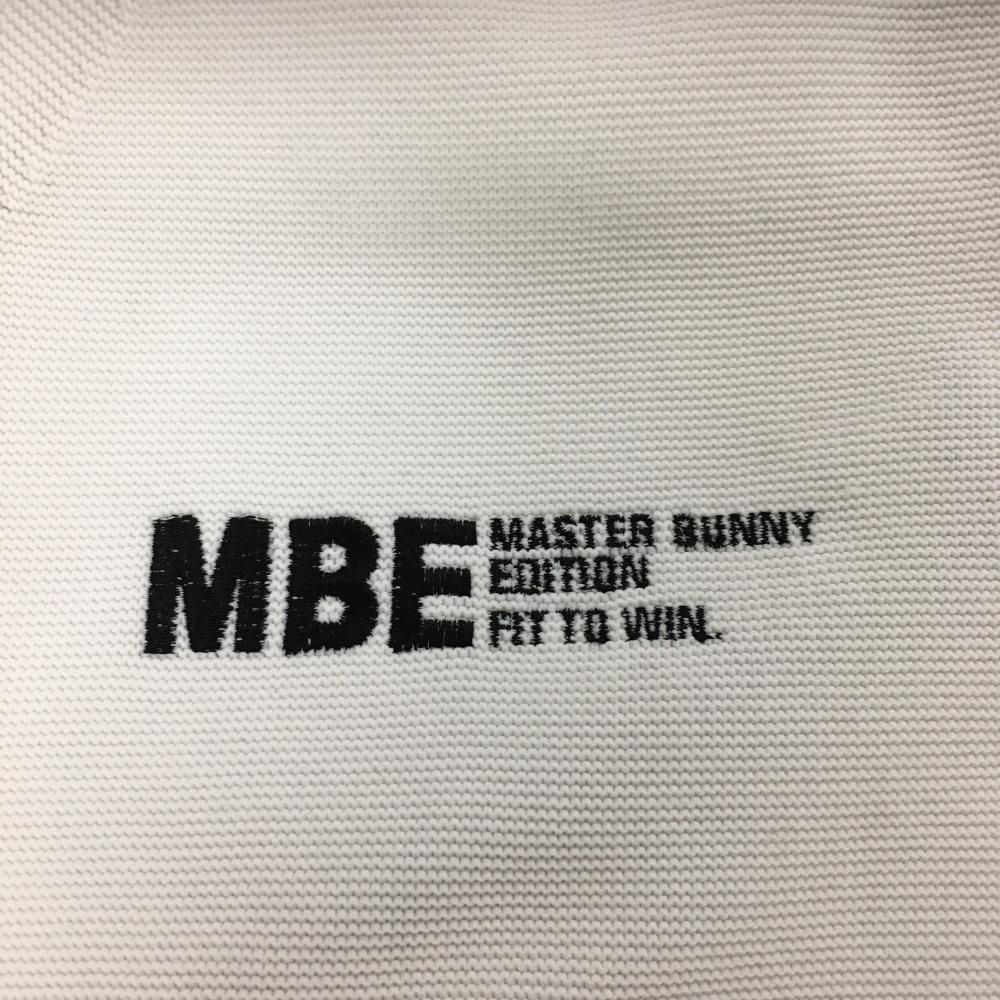 MBE
MASTER BUNNY
EDITION
FIT TO WIN.